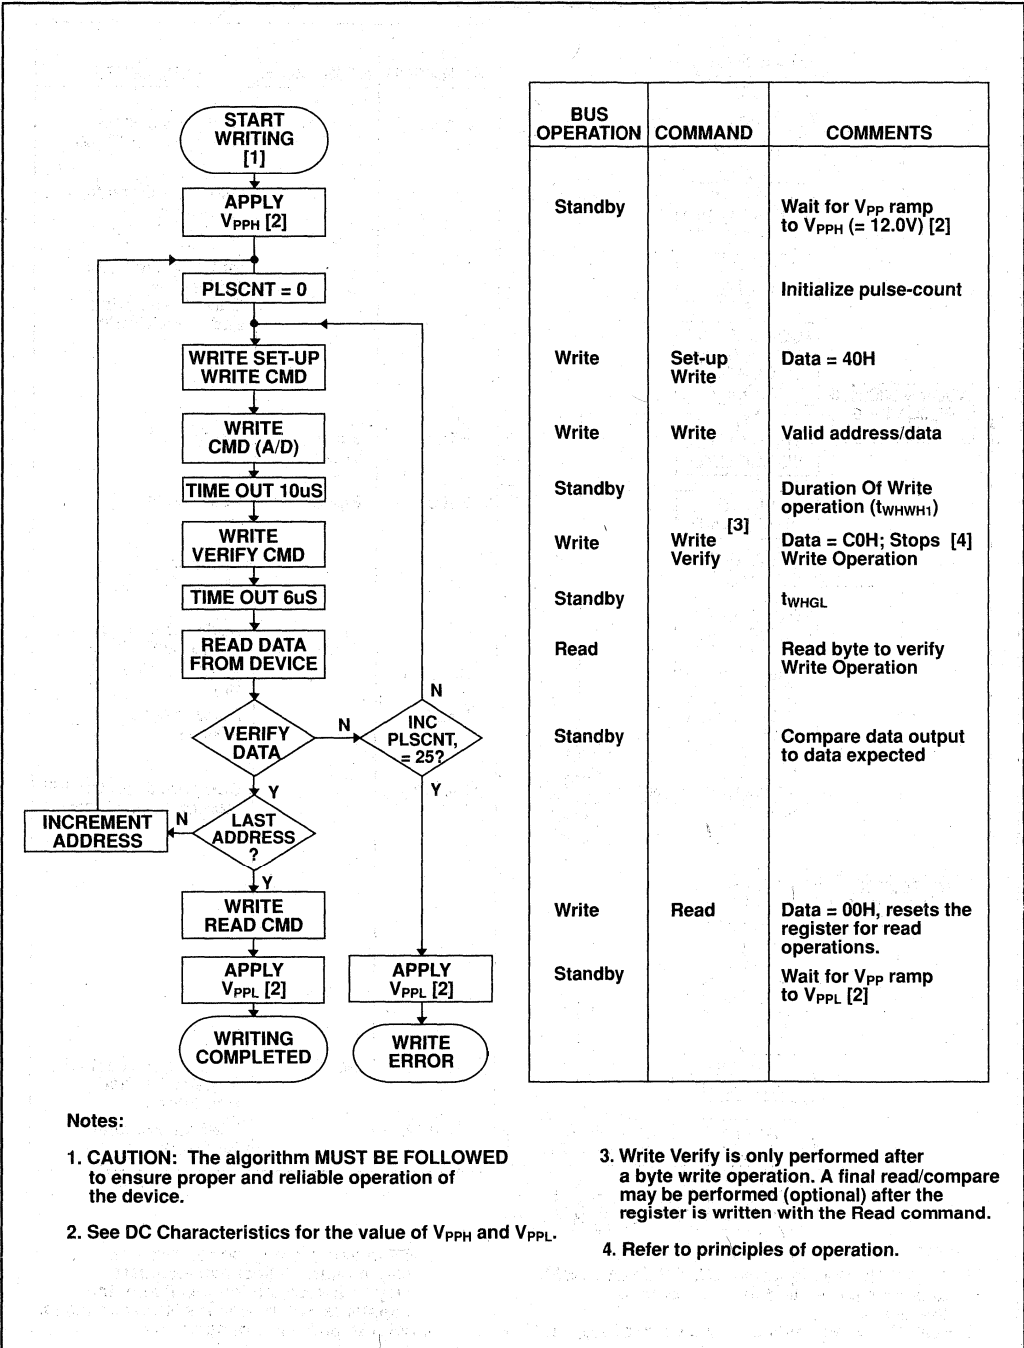 START
WRITING
[1]
APPLY
VPPH [2]
PLSCNT = 0
WRITE SET-UP
WRITE CMD
WRITE
CMD (A/D)
TIME OUT 10uS
WRITE
VERIFY CMD
TIME OUT 6uS
READ DATA
FROM DEVICE
VERIFY
DATA
N
Y
INC
PLSCNT,
= 25?
N
Y
LAST
ADDRESS
?
N
Y
INCREMENT
ADDRESS
WRITE
READ CMD
APPLY
VPPL [2]
WRITING
COMPLETED
APPLY
VPPL [2]
WRITE
ERROR
BUS
OPERATION
COMMAND
COMMENTS
Standby
Wait for VPP ramp
to VPPH (= 12.0V) [2]
Initialize pulse-count
Write
Set-up
Write
Data = 40H
Write
Write
Valid address/data
Standby
Duration Of Write
operation (tWHWH1)
Write
[3]
Write
Verify
Data = C0H; Stops [4]
Write Operation
Standby
tWHGL
Read
Read byte to verify
Write Operation
Standby
Compare data output
to data expected
Write
Read
Data = 00H, resets the
register for read
operations.
Standby
Wait for VPP ramp
to VPPL [2]
Notes:
1. CAUTION: The algorithm MUST BE FOLLOWED
to ensure proper and reliable operation of
the device.
2. See DC Characteristics for the value of VPPH and VPPL.
3. Write Verify is only performed after
a byte write operation. A final read/compare
may be performed (optional) after the
register is written with the Read command.
4. Refer to principles of operation.